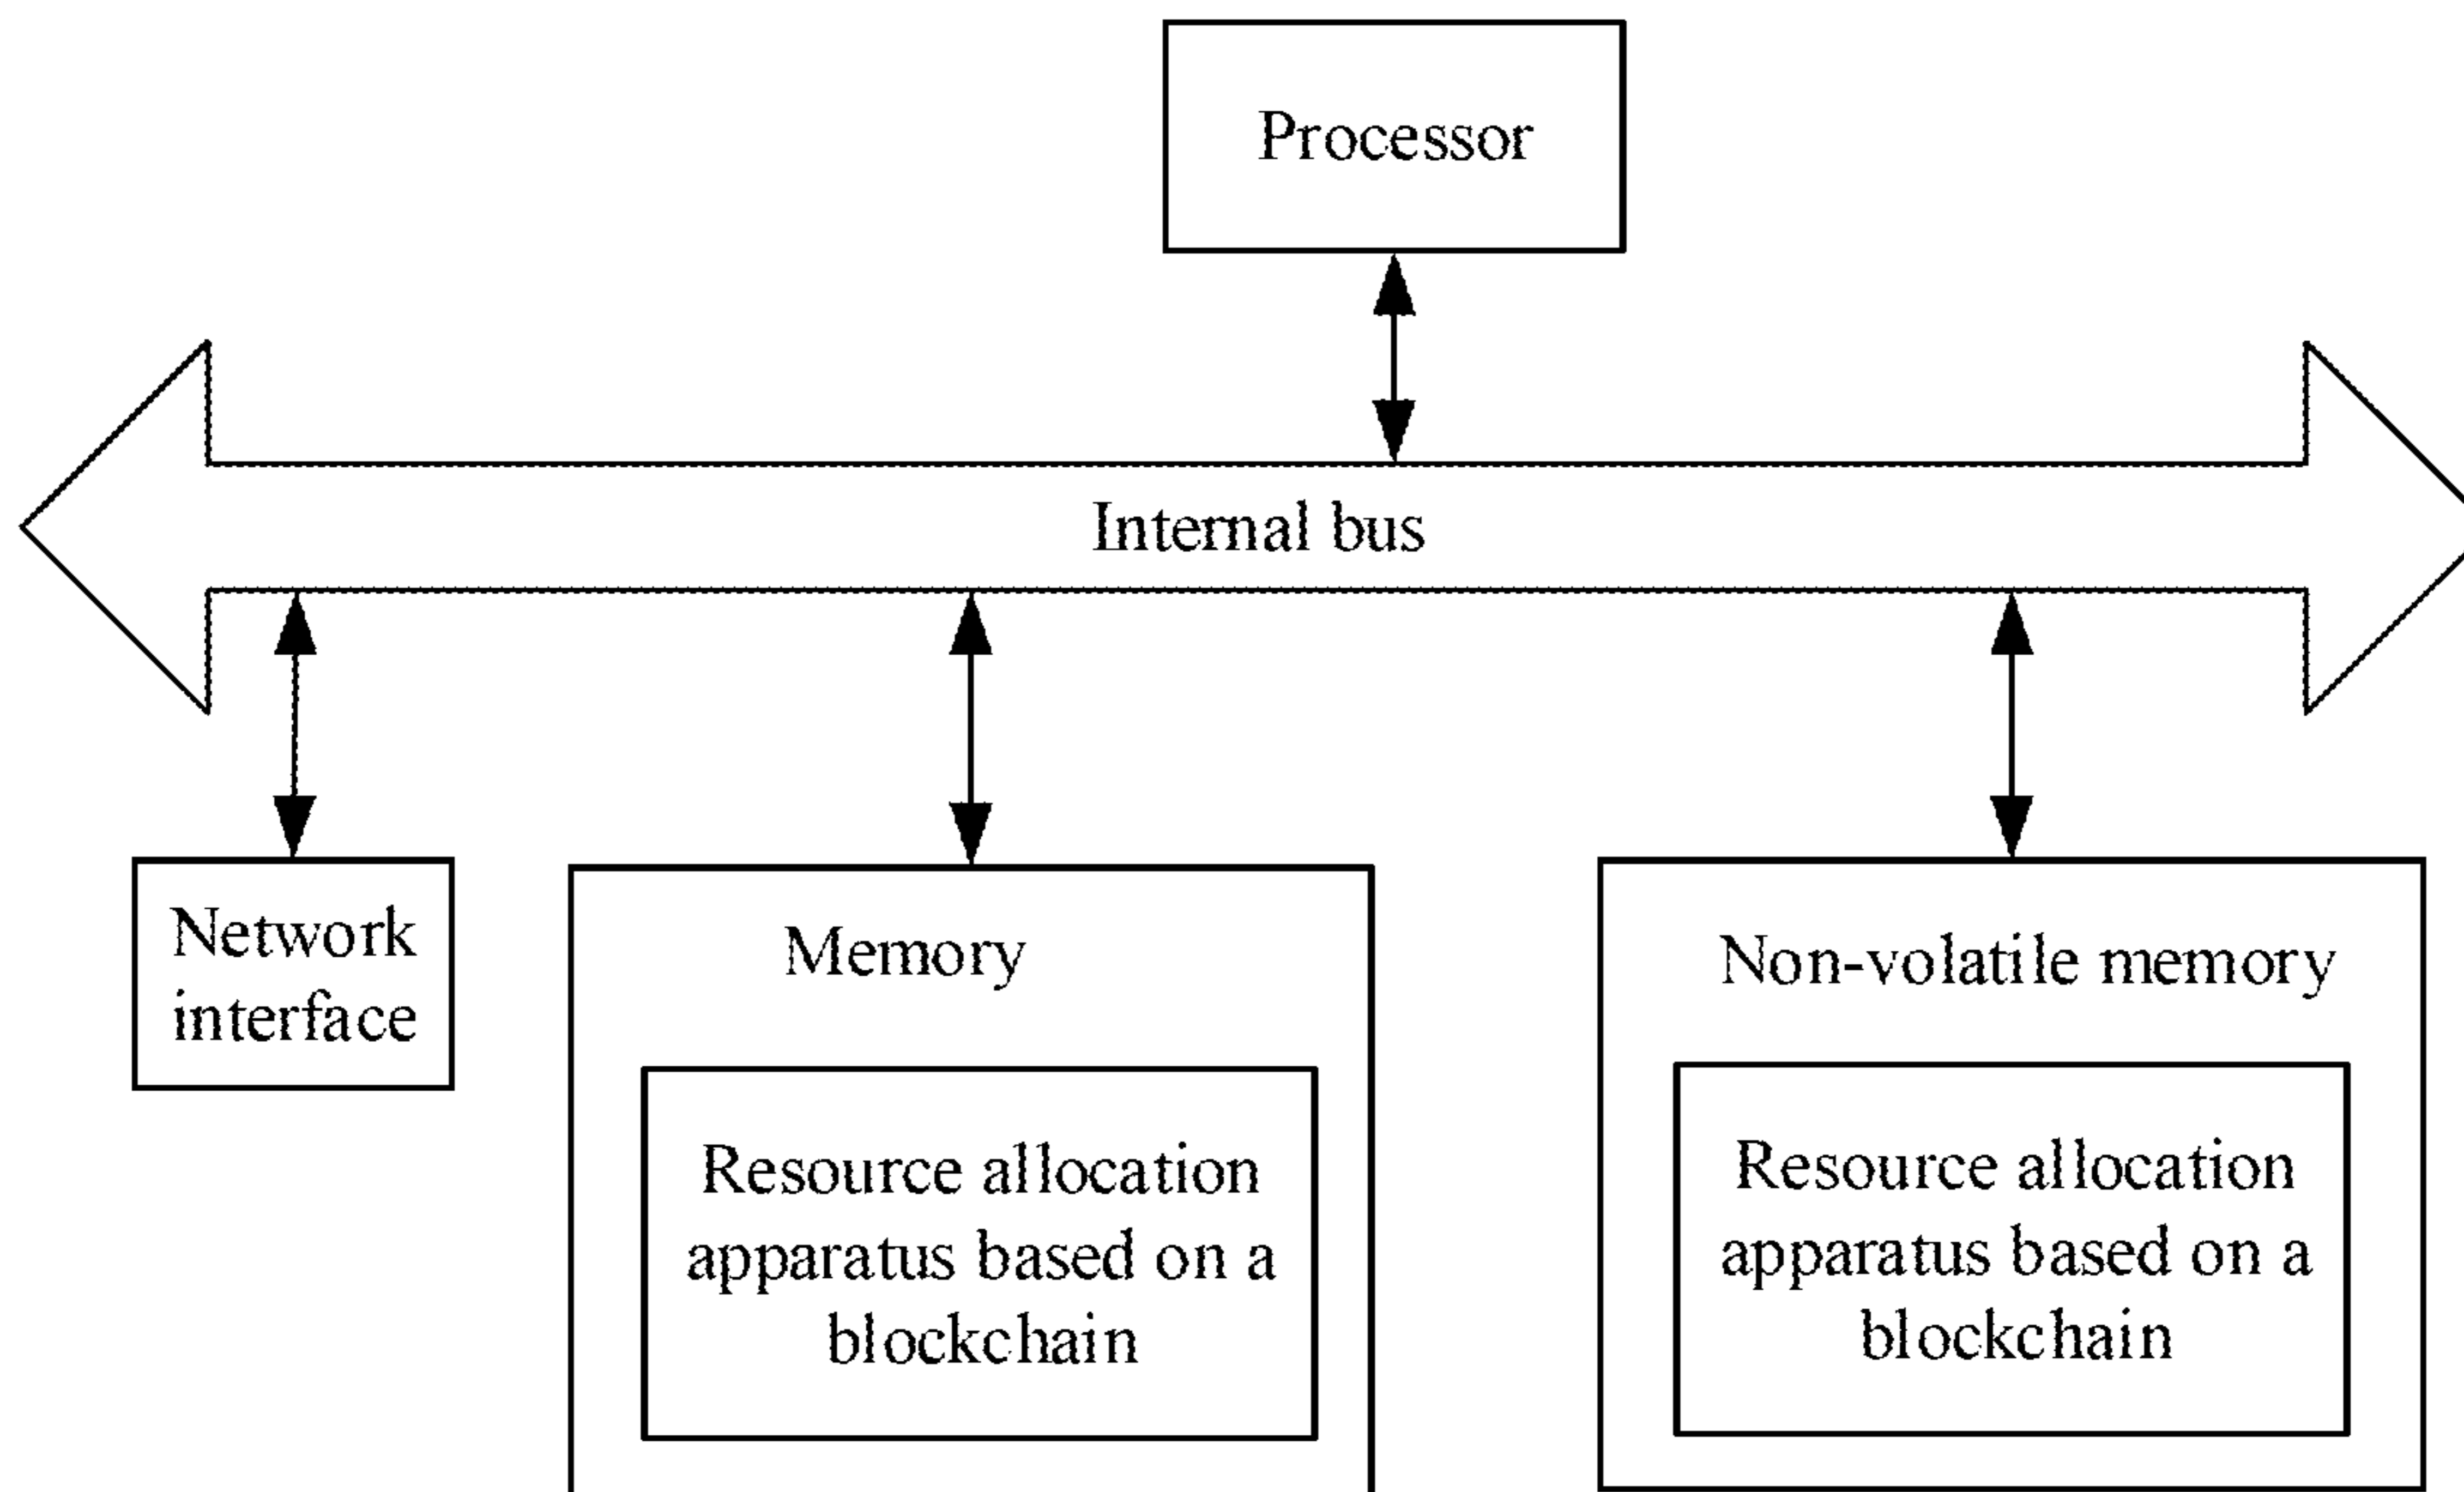 Processor
Internal bus
Network
interface
Memory
Resource allocation
apparatus based on a
blockchain
Non-volatile memory
Resource allocation
apparatus based on a
blockchain